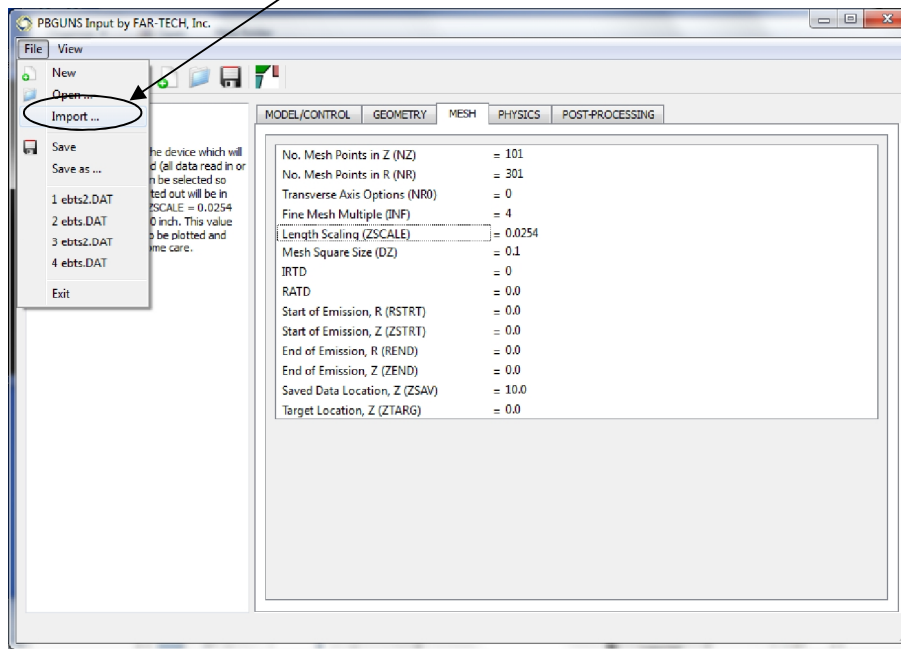 PBGUNS Input by FAR-TECH, Inc.
File View
New
Open ...
Import ...
Save
Save as ...
1 ebts2.DAT
2 ebts.DAT
3 ebts2.DAT
4 ebts.DAT
Exit
he device which will
d (all data read in or
n be selected so
ted out will be in
ZSCALE = 0.0254
0 inch. This value
o be plotted and
me care.
MODEL/CONTROL GEOMETRY MESH PHYSICS POST-PROCESSING
No. Mesh Points in Z (NZ) = 101
No. Mesh Points in R (NR) = 301
Transverse Axis Options (NR0) = 0
Fine Mesh Multiple (INF) = 4
Length Scaling (ZSCALE) = 0.0254
Mesh Square Size (DZ) = 0.1
IRTD = 0
RATD = 0.0
Start of Emission, R (RSTRT) = 0.0
Start of Emission, Z (ZSTRT) = 0.0
End of Emission, R (REND) = 0.0
End of Emission, Z (ZEND) = 0.0
Saved Data Location, Z (ZSAV) = 10.0
Target Location, Z (ZTARG) = 0.0